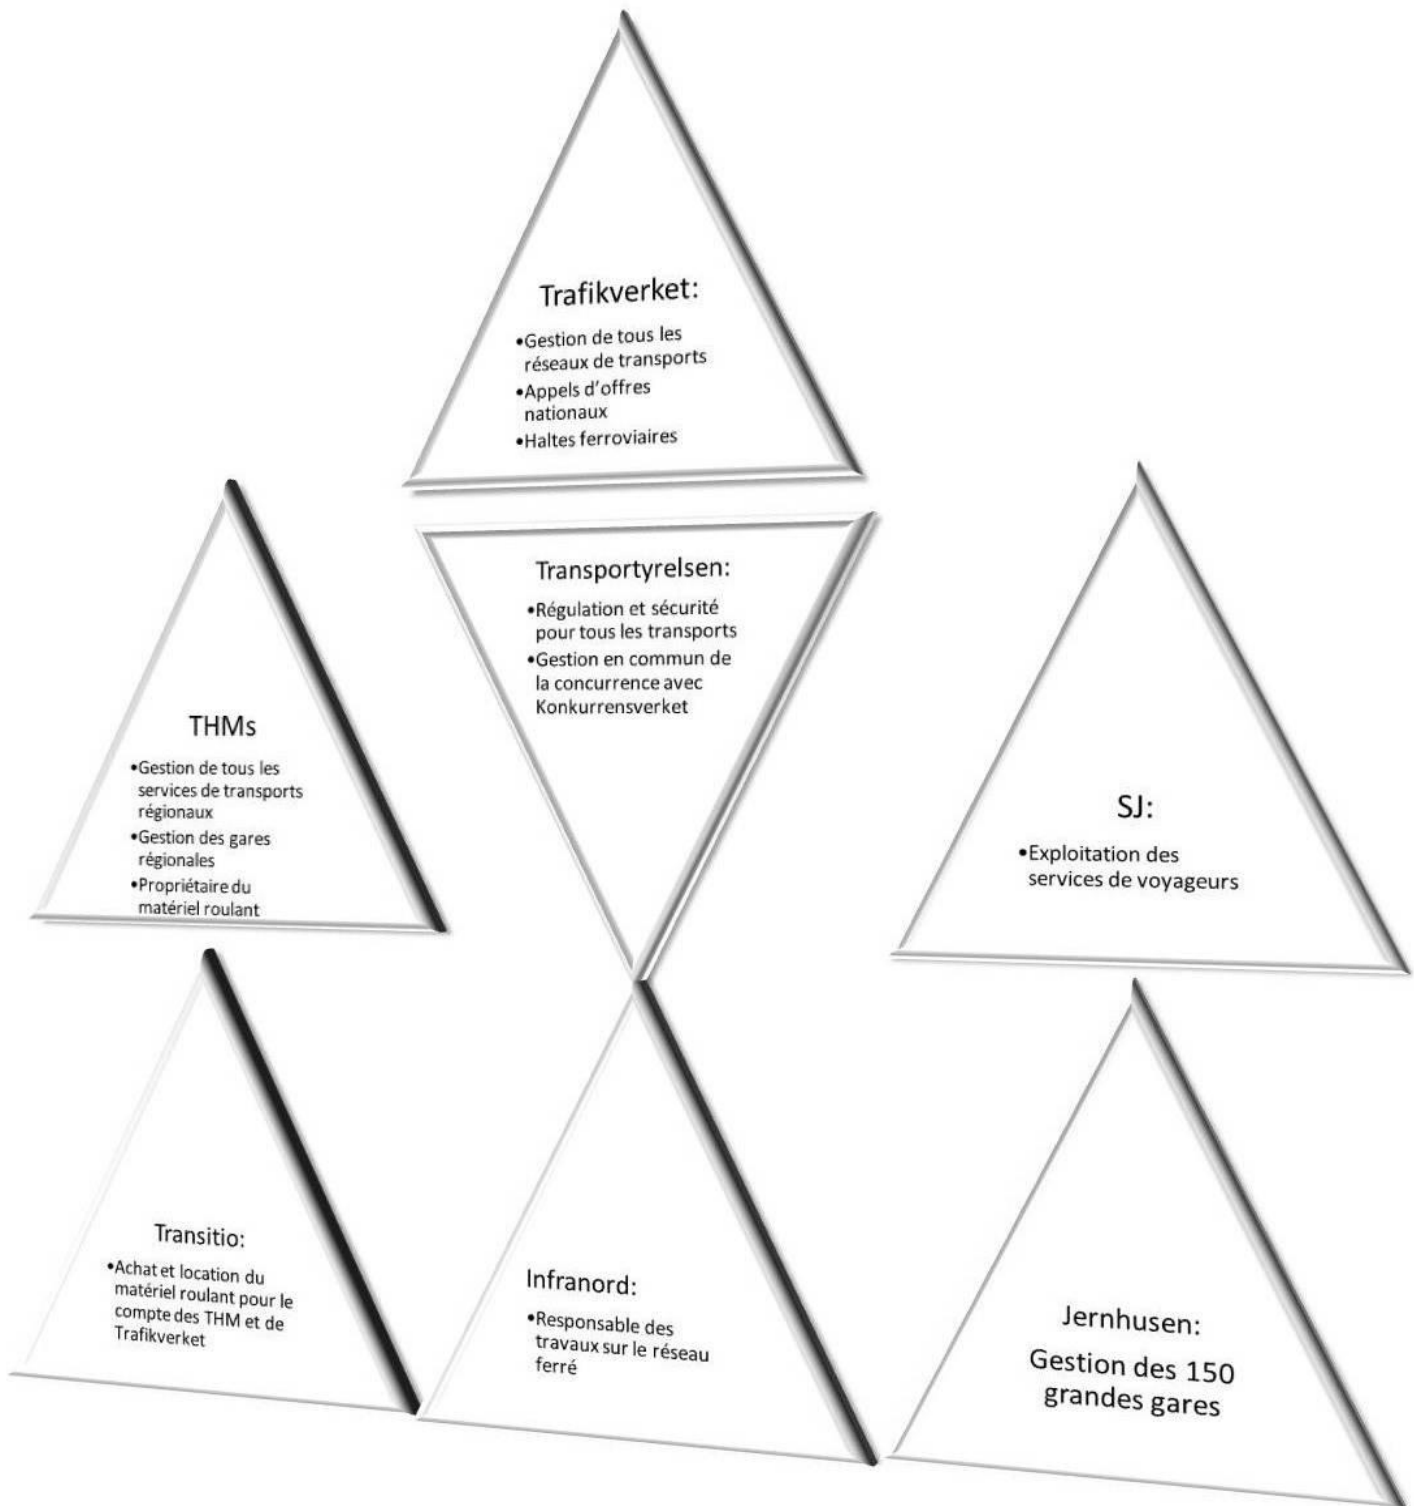 Trafikverket:
•Gestion de tous les
réseaux de transports
•Appels d'offres
nationaux
•Haltes ferroviaires
Transportyrelsen:
•Régulation et sécurité
pour tous les transports
•Gestion en commun de
la concurrence avec
Konkurrensverket
THMs
•Gestion de tous les
services de transports
régionaux
•Gestion des gares
régionales
•Propriétaire du
matériel roulant
SJ:
•Exploitation des
services de voyageurs
Transitio:
•Achat et location du
matériel roulant pour le
compte des THM et de
Trafikverket
Infranord:
•Responsable des
travaux sur le réseau
ferré
Jernhusen:
Gestion des 150
grandes gares